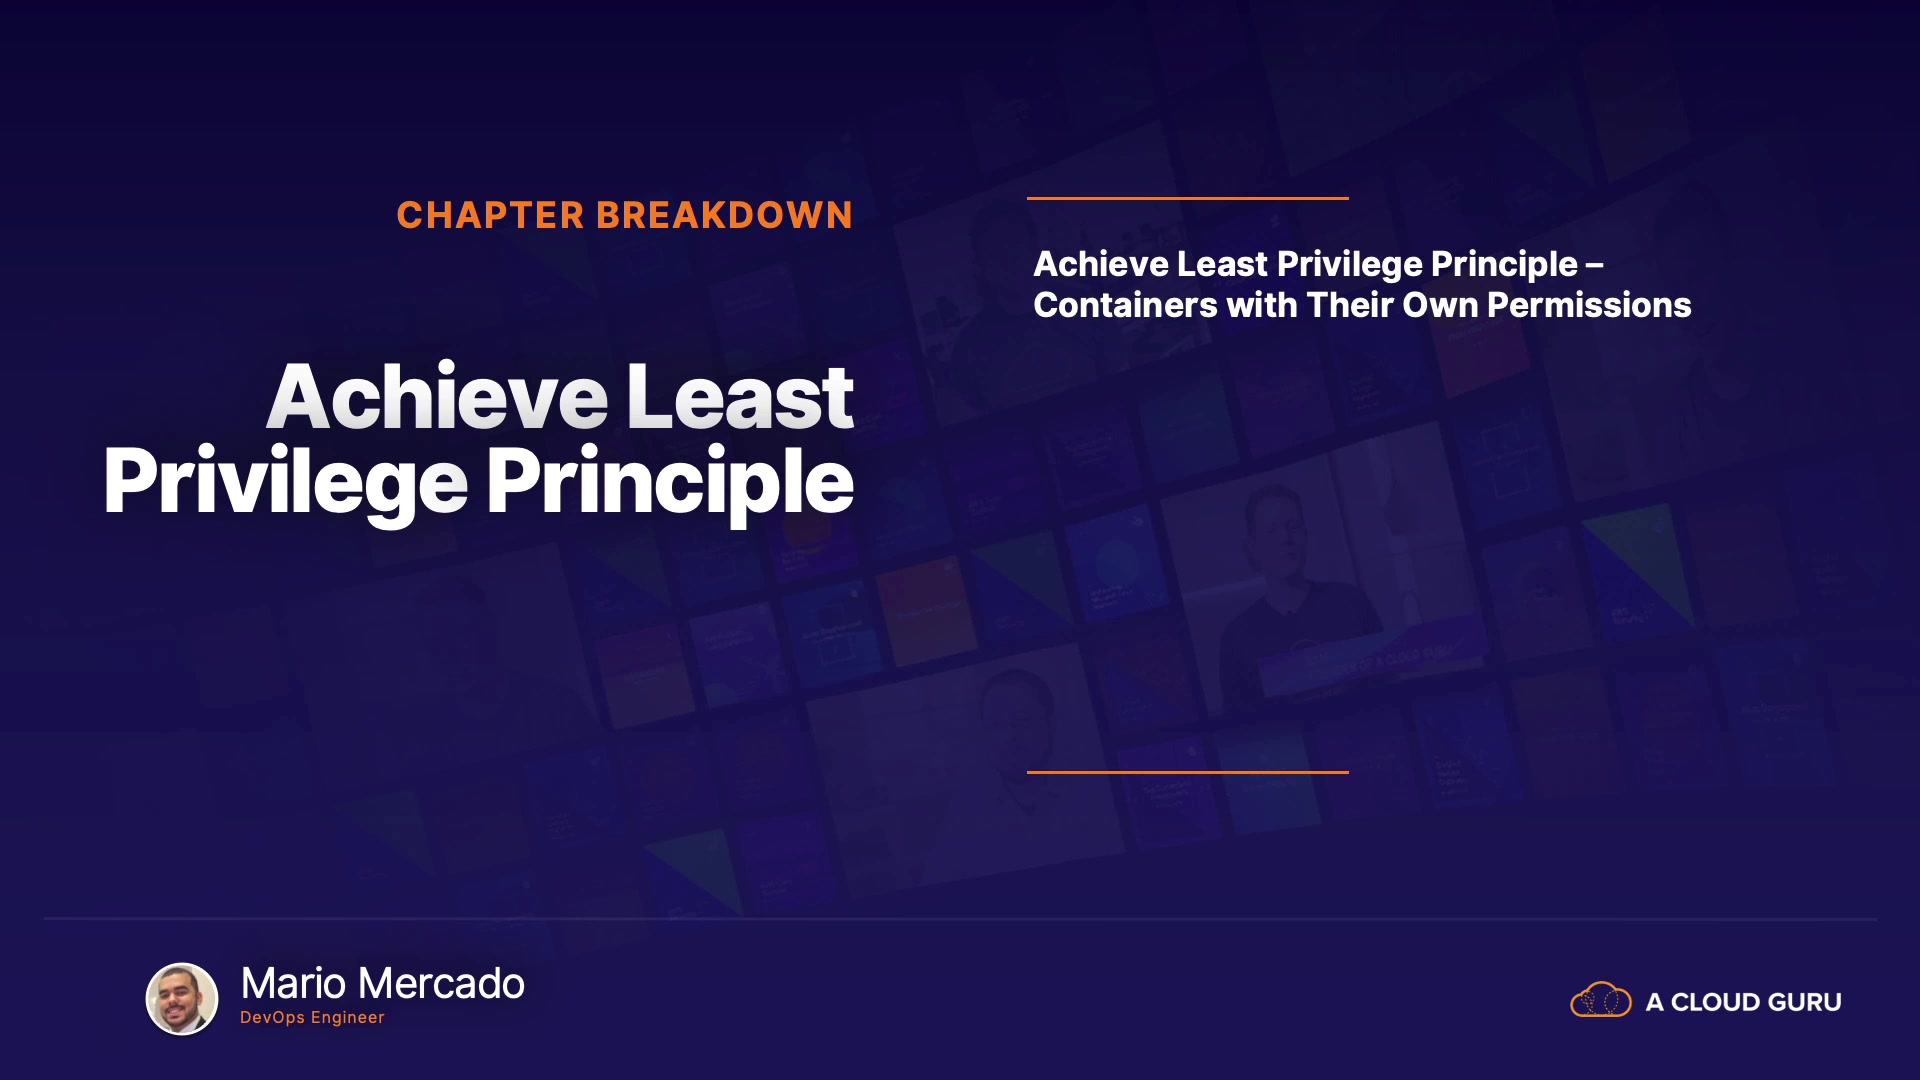 CHAPTER BREAKDOWN
Achieve Least
Privilege Principle
Achieve Least Privilege Principle –
Containers with Their Own Permissions
Mario Mercado
DevOps Engineer
A CLOUD GURU